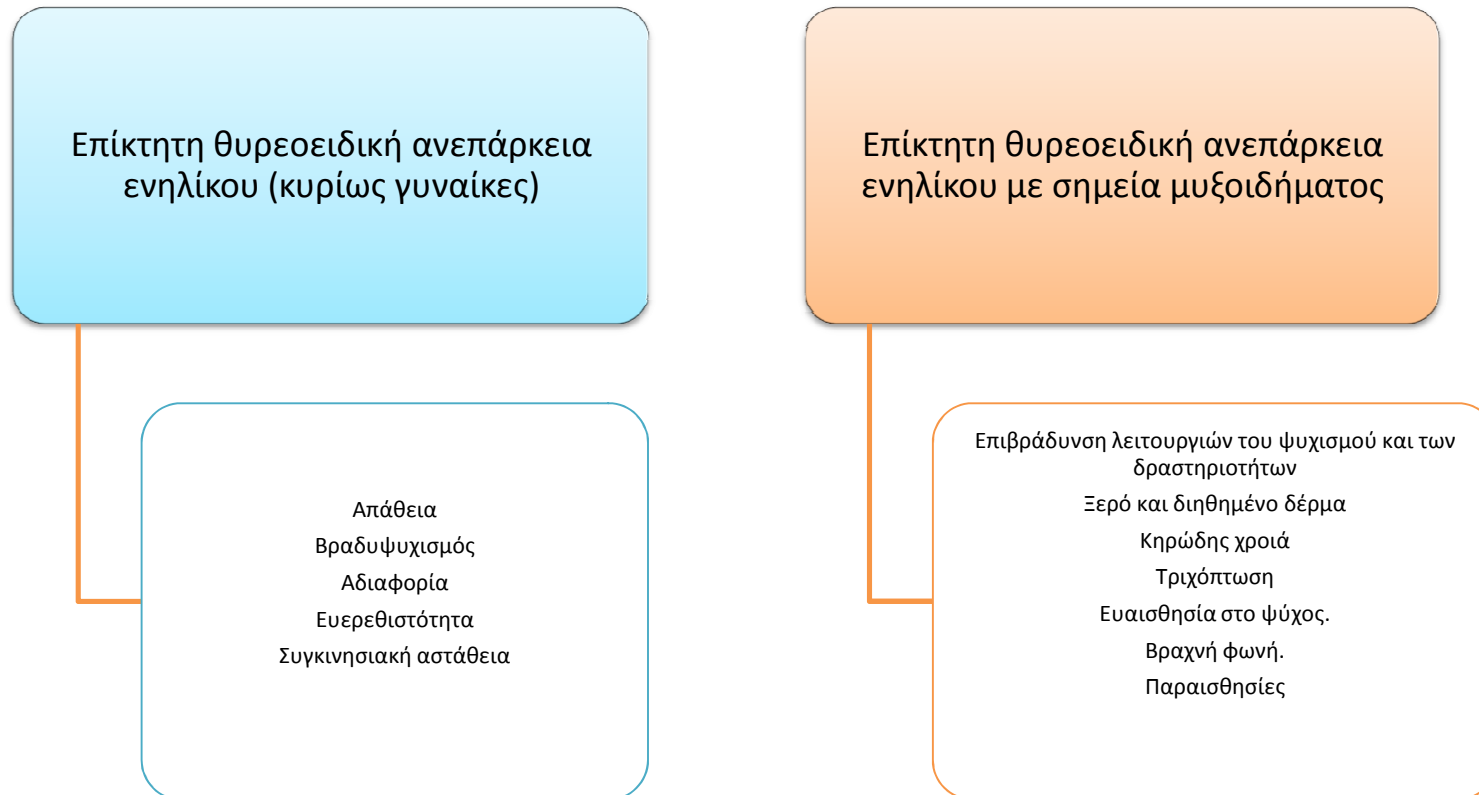 Επίκτητη θυρεοειδική ανεπάρκεια
ενηλίκου (κυρίως γυναίκες)
Απάθεια
Βραδυψυχισμός
Αδιαφορία
Ευερεθιστότητα
Συγκινησιακή αστάθεια
Επίκτητη θυρεοειδική ανεπάρκεια
ενηλίκου με σημεία μυξοιδήματος
Επιβράδυνση λειτουργιών του ψυχισμού και των
δραστηριοτήτων
Ξερό και διηθημένο δέρμα
Κηρώδης χροιά
Τριχόπτωση
Ευαισθησία στο ψύχος.
Βραχνή φωνή.
Παραισθησίες